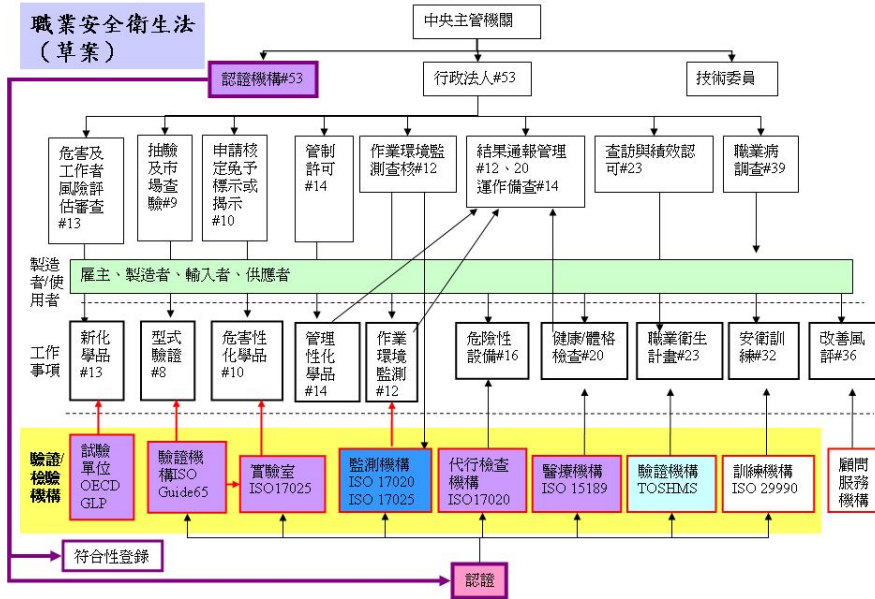 職業安全衛生法
（草案）
中央主管機關
認證機構#53
行政法人#53
技術委員
危害及
工作者
風險評
估審查
#13
抽驗
及市
場查
驗#9
申請核
定免予
標示或
揭示
#10
管制
許可
#14
作業環境監
測查核#12
結果通報管理
#12、20
運作備查#14
查訪與績效認
可#23
職業病
調查#39
製造
者/使
用者
雇主、製造者、輸入者、供應者
工作
事項
新化
學品
#13
型式
驗證
#8
危害性
化學品
#10
管理
性化
學品
#14
作業
環境
監測
#12
危險性
設備#16
健康/體格
檢查#20
職業衛生
計畫#23
安衛訓
練#32
改善風
評#36
驗證/
檢驗
機構
試驗
單位
OECD
GLP
驗證機
構ISO
Guide65
實驗室
ISO17025
監測機構
ISO 17020
ISO 17025
代行檢查
機構
ISO17020
醫療機構
ISO 15189
驗證機構
TOSHMS
訓練機構
ISO 29990
顧問
服務
機構
符合性登錄
認證